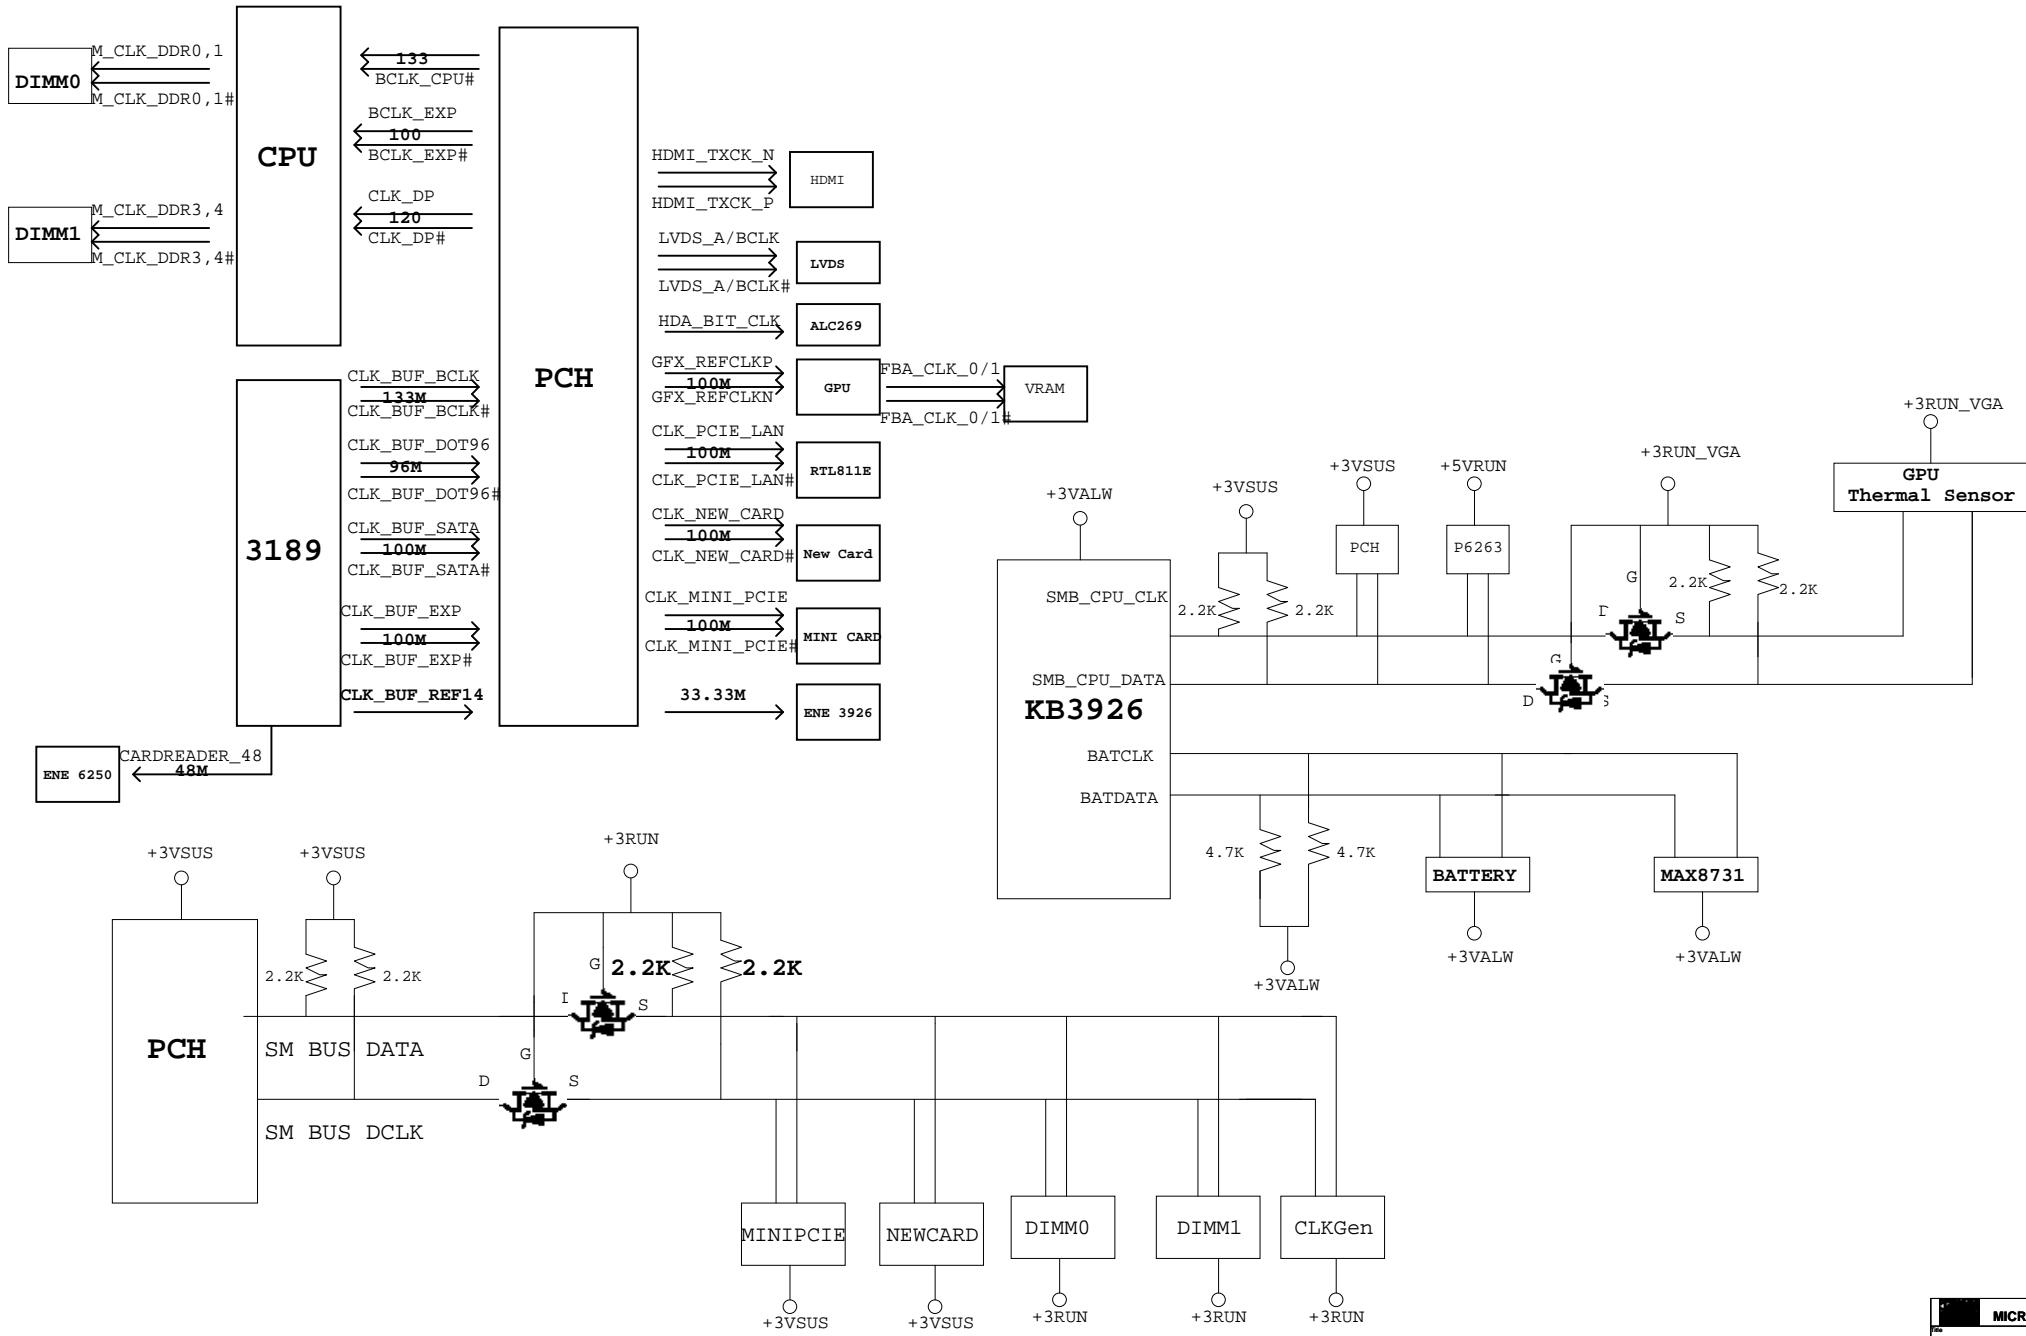 M_CLK_DDR0,1
DIMM0
M_CLK_DDR0,1#
M_CLK_DDR3,4
DIMM1
M_CLK_DDR3,4#
CPU
133
BCLK_CPU#
BCLK_EXP
100
BCLK_EXP#
CLK_DP
120
CLK_DP#
3189
CLK_BUF_BCLK
133M
CLK_BUF_BCLK#
CLK_BUF_DOT96
96M
CLK_BUF_DOT96#
CLK_BUF_SATA
100M
CLK_BUF_SATA#
CLK_BUF_EXP
100M
CLK_BUF_EXP#
CLK_BUF_REF14
CARDREADER_48
48M
ENE 6250
PCH
HDMI_TXCK_N
HDMI
HDMI_TXCK_P
LVDS_A/BCLK
LVDS
LVDS_A/BCLK#
HDA_BIT_CLK
ALC269
GFX_REFCLKP
100M
GFX_REFCLKN
GPU
FBA_CLK_0/1
VRAM
FBA_CLK_0/1#
CLK_PCIE_LAN
100M
CLK_PCIE_LAN#
RTL811E
CLK_NEW_CARD
100M
CLK_NEW_CARD#
New Card
CLK_MINI_PCIE
100M
CLK_MINI_PCIE#
MINI CARD
33.33M
ENE 3926
+3VALW
+3VSUS
+3VSUS
+5VRUN
+3RUN_VGA
+3RUN_VGA
GPU
Thermal Sensor
PCH
P6263
SMB_CPU_CLK
2.2K
2.2K
G
D
S
2.2K
2.2K
SMB_CPU_DATA
G
D
S
KB3926
BATCLK
BATDATA
4.7K
4.7K
+3VALW
BATTERY
+3VALW
MAX8731
+3VALW
+3VSUS
+3VSUS
+3RUN
2.2K
2.2K
G
2.2K
2.2K
D
S
PCH
SM BUS DATA
G
D
S
SM BUS DCLK
MINIPCIE
NEWCARD
DIMM0
DIMM1
CLKGen
+3VSUS
+3VSUS
+3RUN
+3RUN
+3RUN
MICR
Title